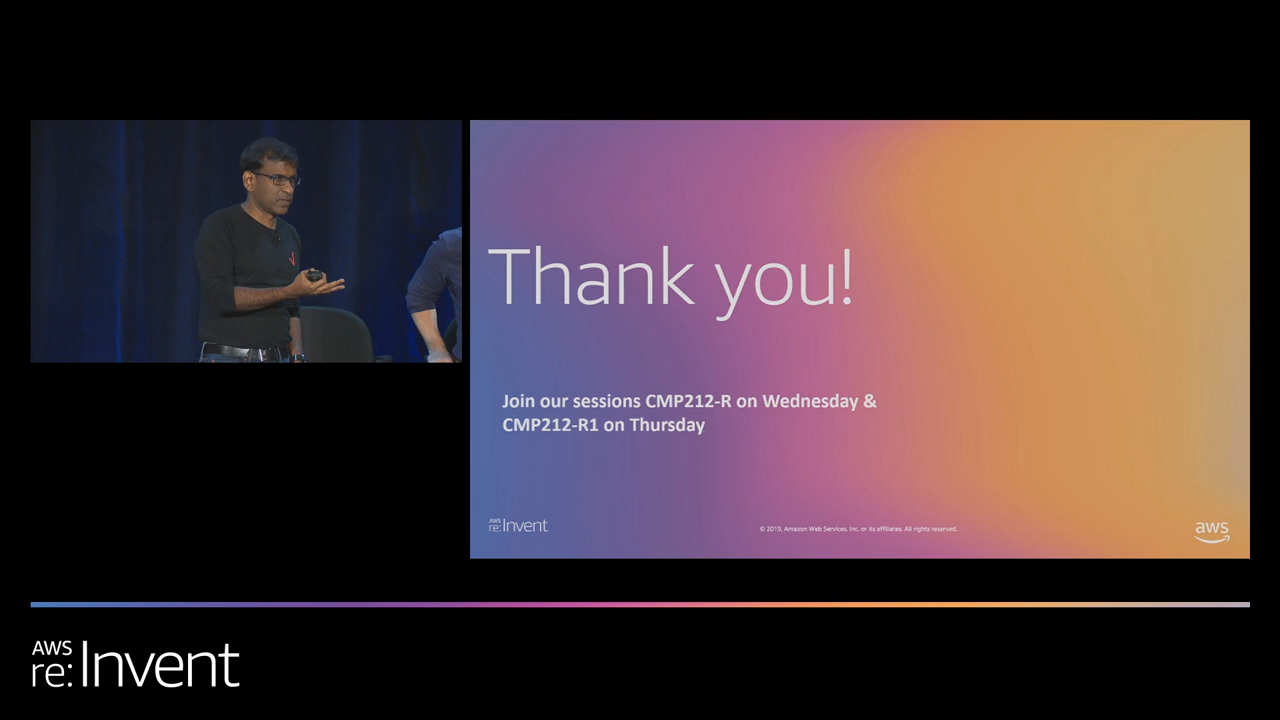 Thank you!
Join our sessions CMP212-R on Wednesday &
CMP212-R1 on Thursday
AWS
re:Invent
© 2019, Amazon Web Services, Inc. or its affiliates. All rights reserved.
aws
AWS
re:Invent